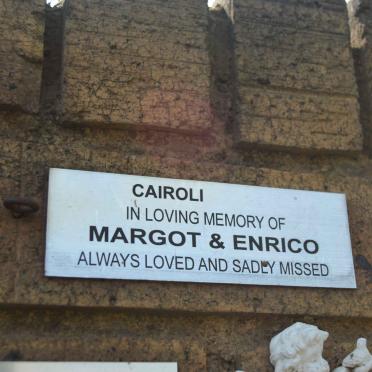 CAIROLI
IN LOVING MEMORY OF
MARGOT & ENRICO
ALWAYS LOVED AND SADLY MISSED